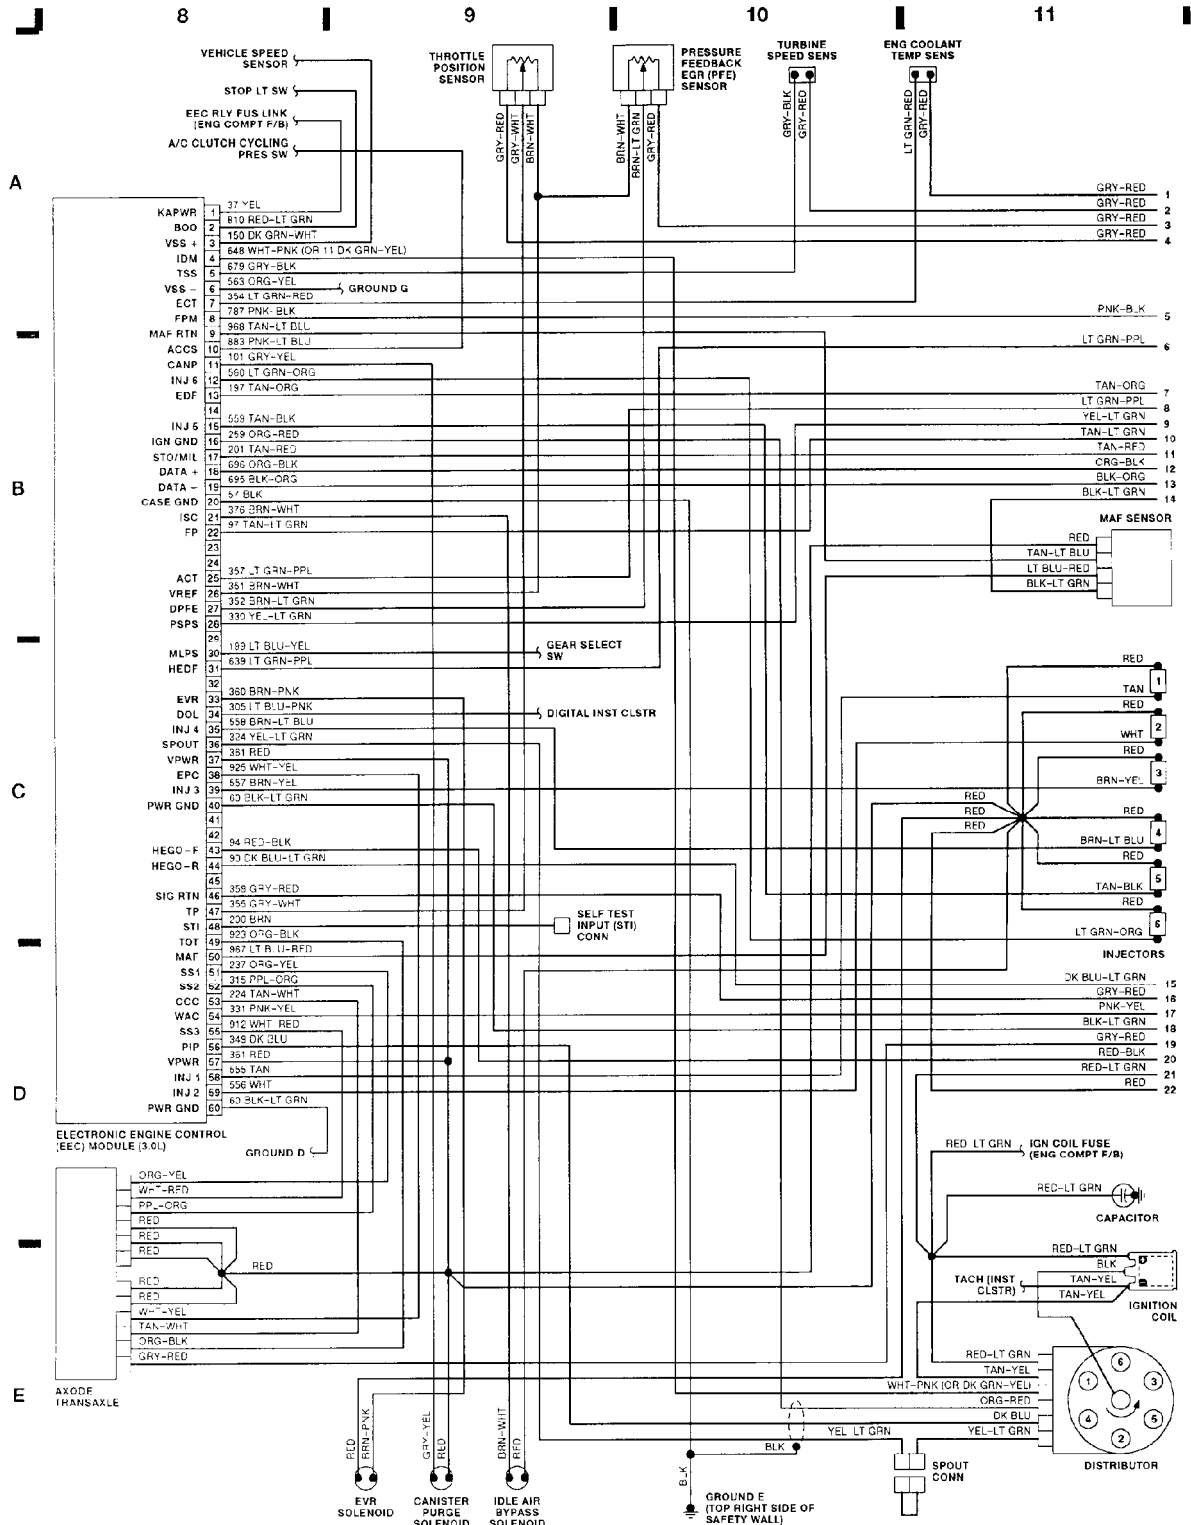 8 9 10 11
VEHICLE SPEED
SENSOR
STOP LT SW
EEC RLY FUS LINK
(ENG COMPT F/B)
A/C CLUTCH CYCLING
PRES SW
THROTTLE
POSITION
SENSOR
PRESSURE
FEEDBACK
EGR (PFE)
SENSOR
TURBINE
SPEED SENS
ENG COOLANT
TEMP SENS
GRY-RED
GRY-WHT
BRN-WHT
BRN-WHT
BRN-LT GRN
GRY-RED
GRY-BLK
GRY-RED
LT GRN-RED
GRY-RED
A
B
C
D
E
KAPWR 1 37 YEL
BOO 2 810 RED-LT GRN
VSS + 3 150 DK GRN-WHT
IDM 4 648 WHT-PNK (OR 11 DK GRN-YEL)
TSS 5 679 GRY-BLK
VSS - 6 563 ORG-YEL
GROUND G
ECT 7 354 LT GRN-RED
FPM 8 787 PNK-BLK
MAF RTN 9 968 TAN-LT BLU
ACCS 10 883 PNK-LT BLU
CANP 11 101 GRY-YEL
INJ 6 12 560 LT GRN-ORG
EDF 13 197 TAN-ORG
14
INJ 5 15 559 TAN-BLK
IGN GND 16 259 ORG-RED
STO/MIL 17 201 TAN-RED
DATA + 18 696 ORG-BLK
DATA - 19 695 BLK-ORG
CASE GND 20 57 BLK
ISC 21 376 BRN-WHT
FP 22 97 TAN-LT GRN
23
24
ACT 25 357 LT GRN-PPL
VREF 26 351 BRN-WHT
DPFE 27 352 BRN-LT GRN
PSPS 28 330 YEL-LT GRN
29
MLPS 30 199 LT BLU-YEL
GEAR SELECT
SW
HEDF 31 639 LT GRN-PPL
32
EVR 33 360 BRN-PNK
DOL 34 305 LT BLU-PNK
DIGITAL INST CLSTR
INJ 4 35 558 BRN-LT BLU
SPOUT 36 324 YEL-LT GRN
VPWR 37 361 RED
EPC 38 925 WHT-YEL
INJ 3 39 557 BRN-YEL
PWR GND 40 60 BLK-LT GRN
41
42
HEGO-F 43 94 RED-BLK
HEGO-R 44 90 DK BLU-LT GRN
45
SIG RTN 46 359 GRY-RED
TP 47 355 GRY-WHT
STI 48 200 BRN
SELF TEST
INPUT (STI)
CONN
TOT 49 923 ORG-BLK
MAF 50 967 LT BLU-RED
SS1 51 237 ORG-YEL
SS2 52 315 PPL-ORG
CCC 53 224 TAN-WHT
WAC 54 331 PNK-YEL
SS3 55 912 WHT RED
PIP 56 349 DK BLU
VPWR 57 361 RED
INJ 1 58 555 TAN
INJ 2 59 556 WHT
PWR GND 60 60 BLK-LT GRN
ELECTRONIC ENGINE CONTROL
(EEC) MODULE (3.0L)
GROUND D
GRY-RED 1
GRY-RED 2
GRY-RED 3
GRY-RED 4
PNK-BLK 5
LT GRN-PPL 6
TAN-ORG 7
LT GRN-PPL 8
YEL-LT GRN 9
TAN-LT GRN 10
TAN-RED 11
ORG-BLK 12
BLK-ORG 13
BLK-LT GRN 14
MAF SENSOR
RED
TAN-LT BLU
LT BLU-RED
BLK-LT GRN
RED
1
TAN
RED
2
WHT
RED
3
BRN-YEL
RED
RED
RED
RED
4
BRN-LT BLU
RED
5
TAN-BLK
RED
6
LT GRN-ORG
INJECTORS
DK BLU-LT GRN 15
GRY-RED 16
PNK-YEL 17
BLK-LT GRN 18
GRY-RED 19
RED-BLK 20
RED-LT GRN 21
RED 22
RED LT GRN
IGN COIL FUSE
(ENG COMPT F/B)
RED-LT GRN
CAPACITOR
RED-LT GRN
BLK
TACH (INST
CLSTR)
TAN-YEL
TAN-YEL
IGNITION
COIL
ORG-YEL
WHT-RED
PPL-ORG
RED
RED
RED
RED
RED
RED
WHT-YEL
TAN-WHT
ORG-BLK
GRY-RED
AXODE
TRANSAXLE
RED-LT GRN
TAN-YEL
WHT-PNK (OR DK GRN-YEL)
ORG-RED
DK BLU
YEL LT GRN
YEL-LT GRN
1 2 3 4 5 6
DISTRIBUTOR
SPOUT
CONN
BLK
BLK
GROUND E
(TOP RIGHT SIDE OF
SAFETY WALL)
RED
BRN-PNK
EVR
SOLENOID
GRY-YEL
RED
CANISTER
PURGE
SOLENOID
BRN-WHT
RED
IDLE AIR
BYPASS
SOLENOID